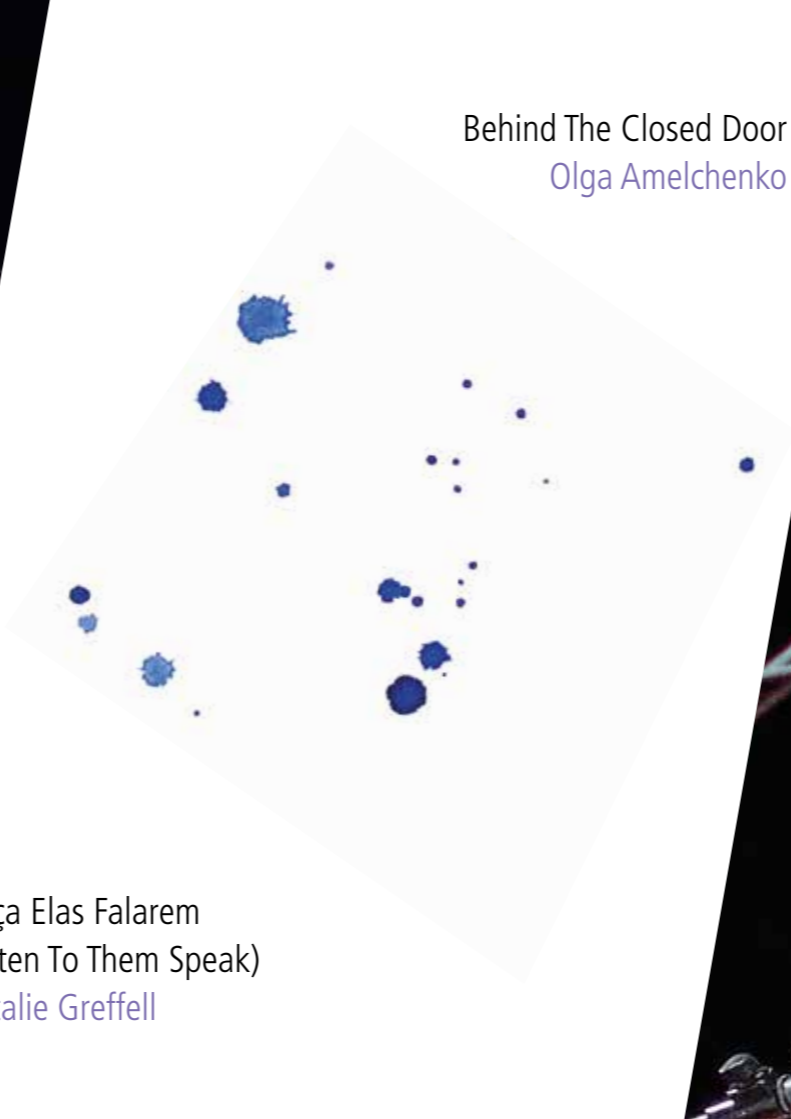 Behind The Closed Door
Olga Amelchenko
ça Elas Falarem
ten To Them Speak)
alie Greffell